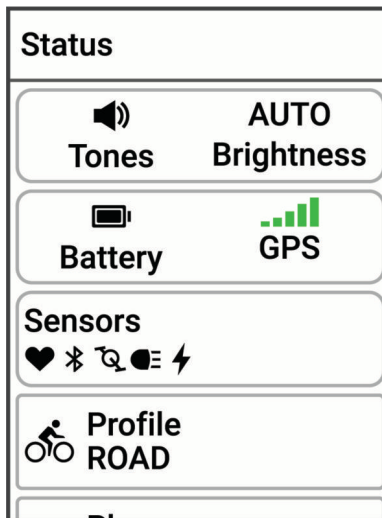 Status
AUTO
Tones Brightness
Battery GPS
Sensors
Profile
ROAD